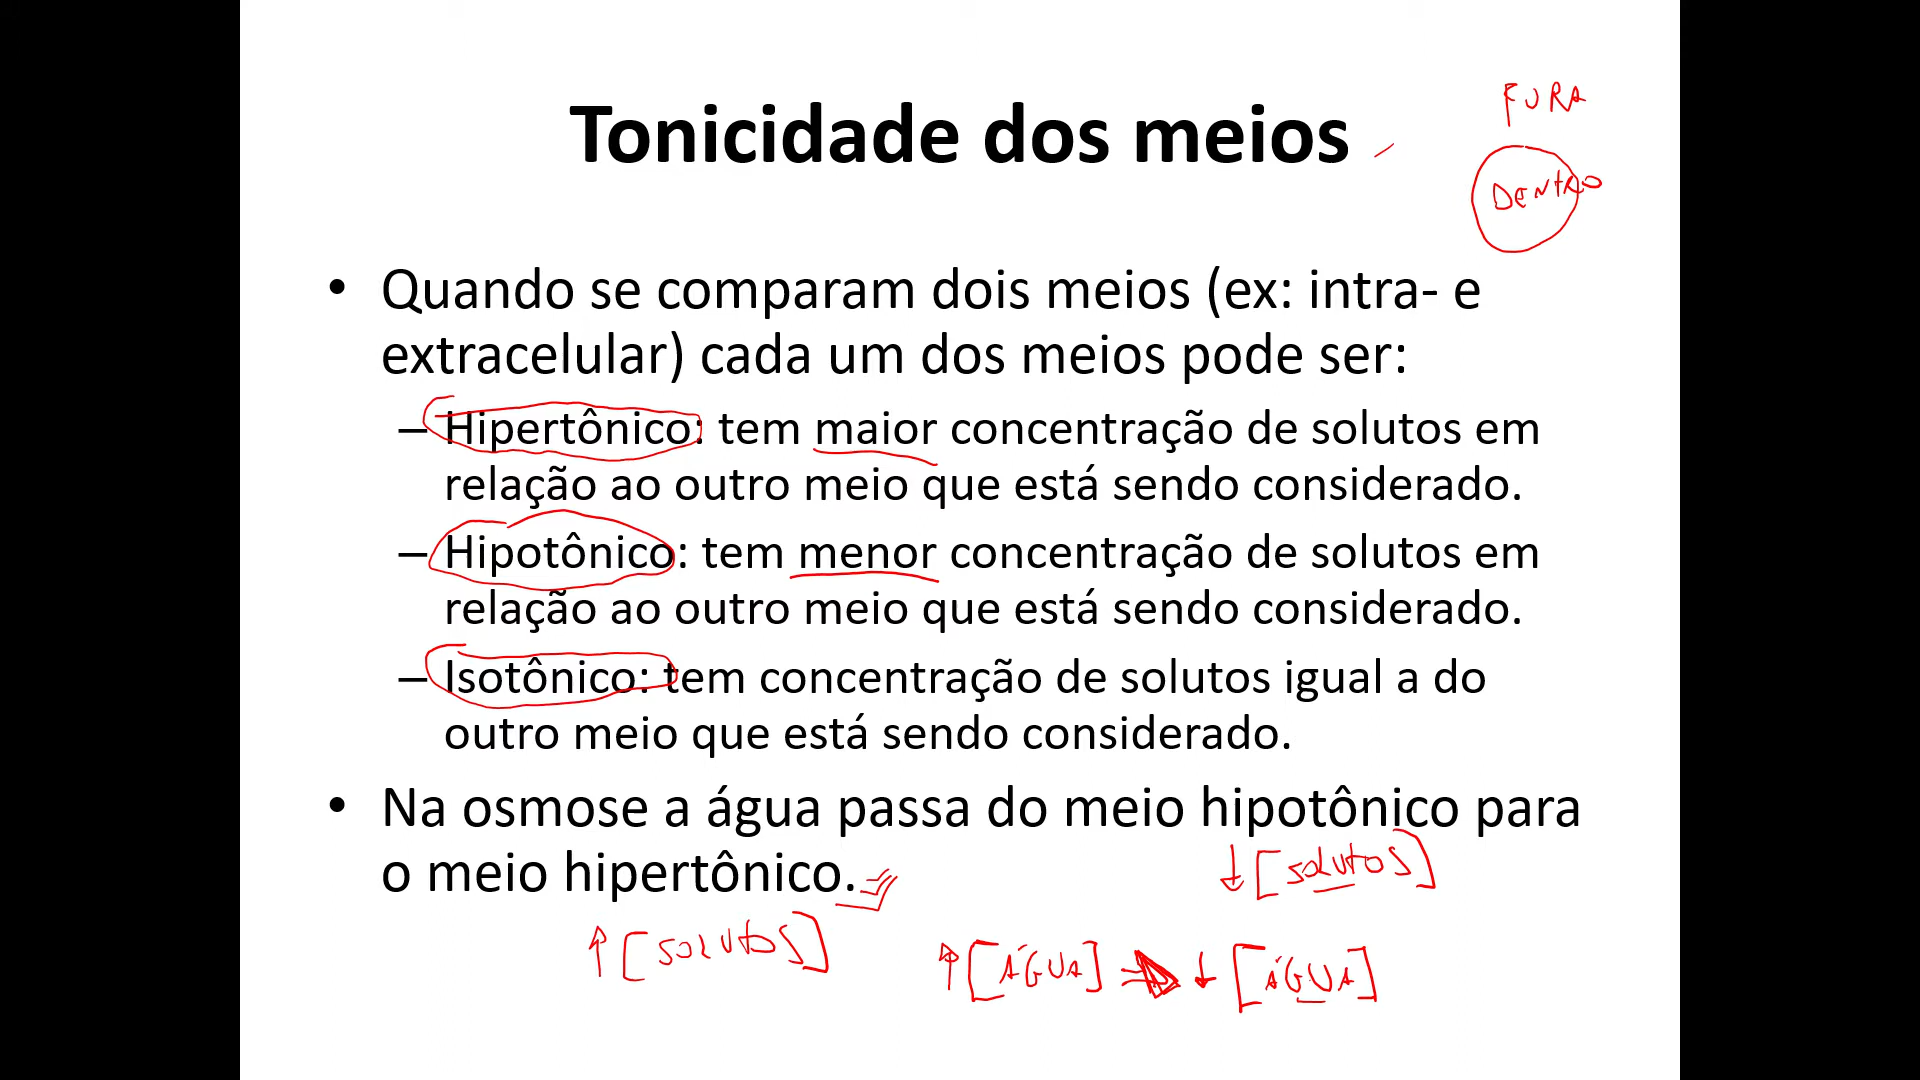 FURA
Tonicidade dos meios
DENTRO
• Quando se comparam dois meios (ex: intra- e
extracelular) cada um dos meios pode ser:
– Hipertônico: tem maior concentração de solutos em
relação ao outro meio que está sendo considerado.
– Hipotônico: tem menor concentração de solutos em
relação ao outro meio que está sendo considerado.
– Isotônico: tem concentração de solutos igual a do
outro meio que está sendo considerado.
• Na osmose a água passa do meio hipotônico para
o meio hipertônico.
↓ [SOLUTOS]
↑ [SOLUTOS]
↑ [ÁGUA] → ↓ [ÁGUA]